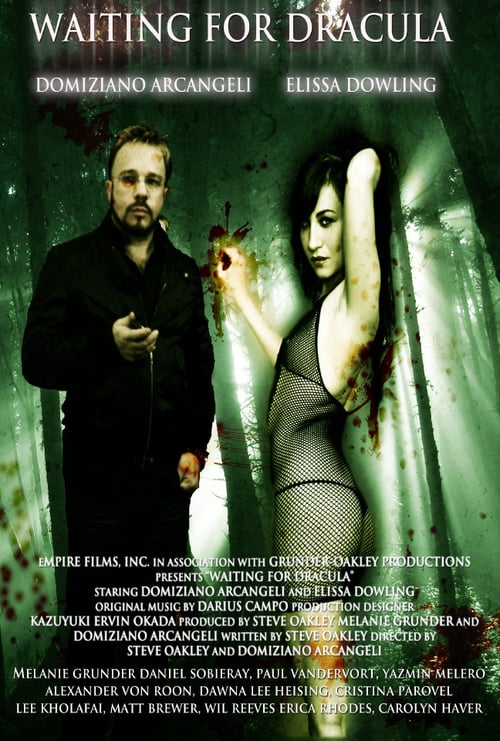 WAITING FOR DRACULA
DOMIZIANO ARCANGELI ELISSA DOWLING
EMPIRE FILMS, INC. IN ASSOCIATION WITH GRUNDER-OAKLEY PRODUCTIONS
PRESENTS "WAITING FOR DRACULA"
STARING DOMIZIANO ARCANGELI AND ELISSA DOWLING
ORIGINAL MUSIC BY DARIUS CAMPO PRODUCTION DESIGNER
KAZUYUKI ERVIN OKADA PRODUCED BY STEVE OAKLEY MELANIE GRUNDER AND
DOMIZIANO ARCANGELI WRITTEN BY STEVE OAKLEY DIRECTED BY
STEVE OAKLEY AND DOMIZIANO ARCANGELI
MELANIE GRUNDER DANIEL SOBIERAY, PAUL VANDERVORT, YAZMIN MELERO
ALEXANDER VON ROON, DAWNA LEE HEISING, CRISTINA PAROVEL
LEE KHOLAFAI, MATT BREWER, WIL REEVES ERICA RHODES, CAROLYN HAVER